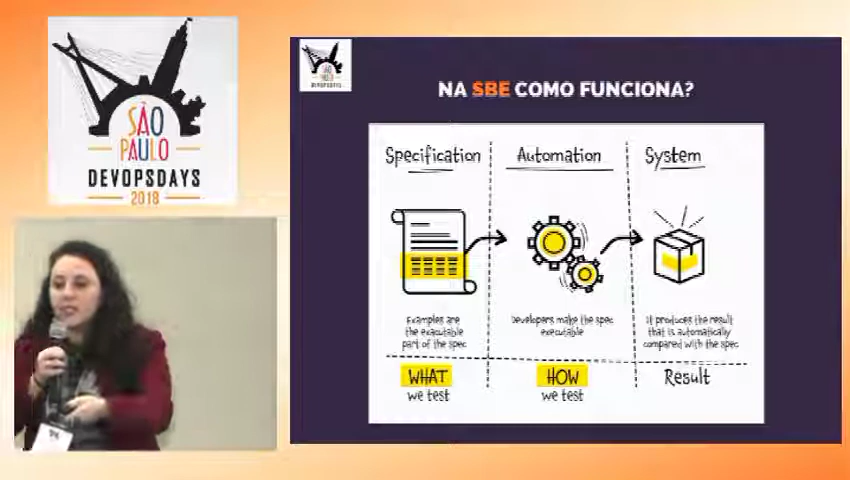 SÃO
PAULO
DEVOPSDAYS
2018
DEVOPSDAYS
NA SBE COMO FUNCIONA?
Specification
Automation
System
Examples are
the exacutable
part of the spec
Developers make the spec
executable
It produces the result
that is automatically
compared with the spec
WHAT
we test
HOW
we test
Result